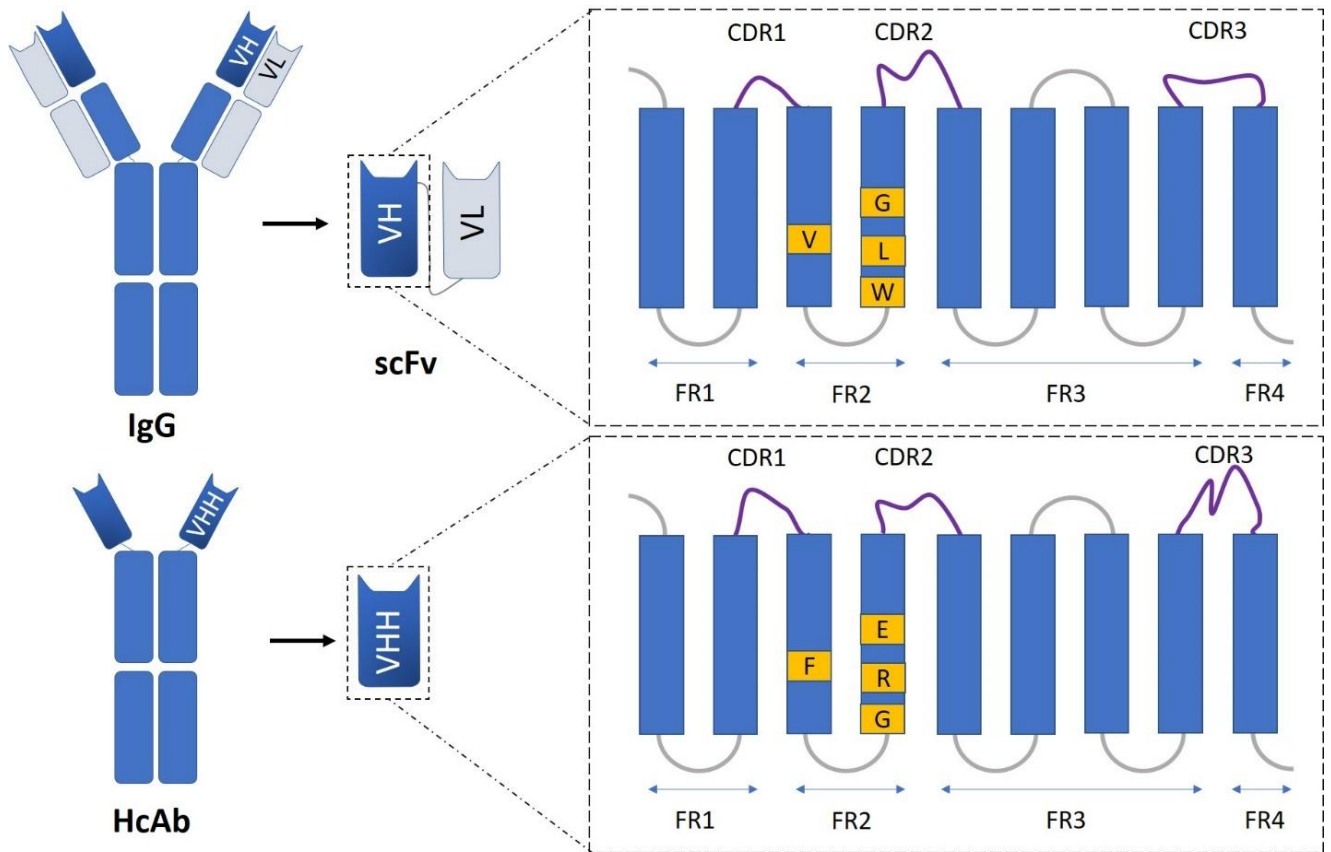 VH
VL
IgG
VH
VL
scFv
CDR1
CDR2
CDR3
V
G
L
W
FR1
FR2
FR3
FR4
VHH
HcAb
VHH
CDR1
CDR2
CDR3
F
E
R
G
FR1
FR2
FR3
FR4